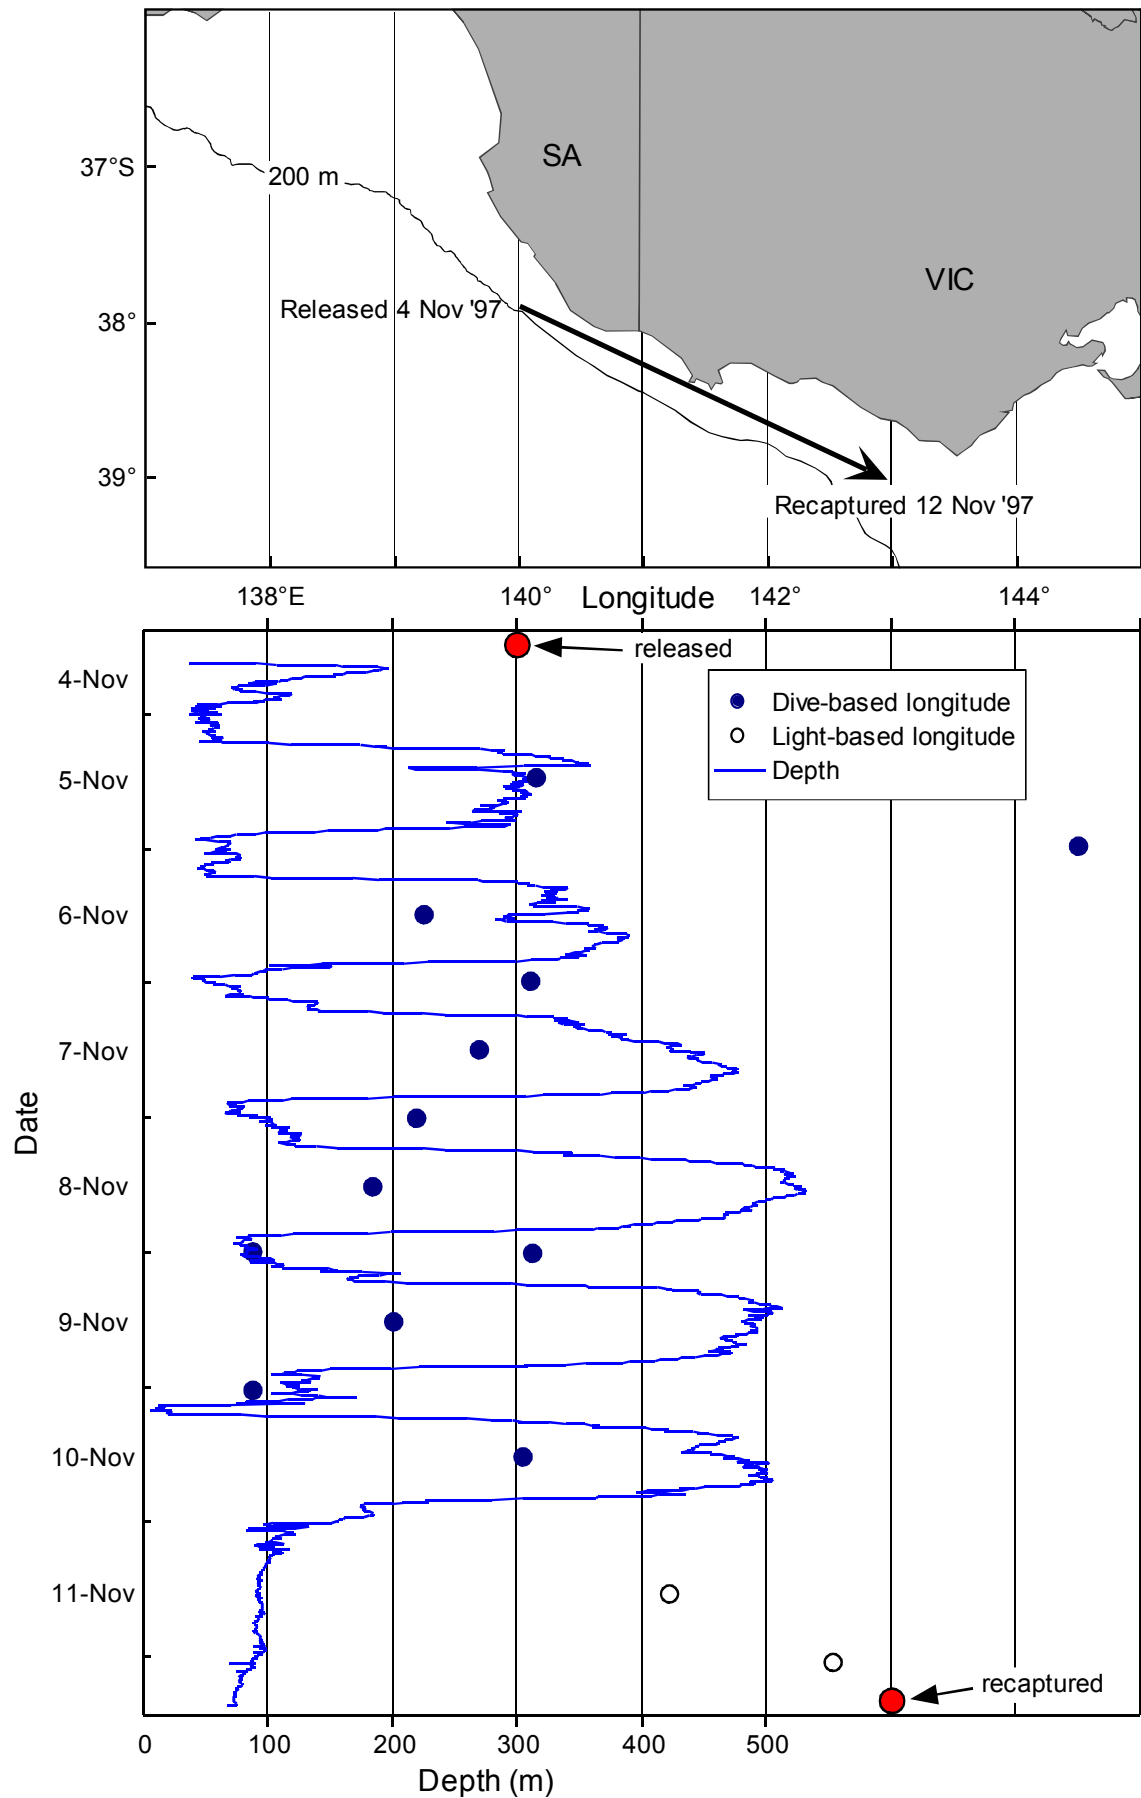 37°S
SA
200 m
VIC
Released 4 Nov '97
38°
39°
Recaptured 12 Nov '97
138°E
140°
Longitude
142°
144°
released
4-Nov
Dive-based longitude
Light-based longitude
Depth
5-Nov
6-Nov
7-Nov
Date
8-Nov
9-Nov
10-Nov
11-Nov
recaptured
0
100
200
300
400
500
Depth (m)